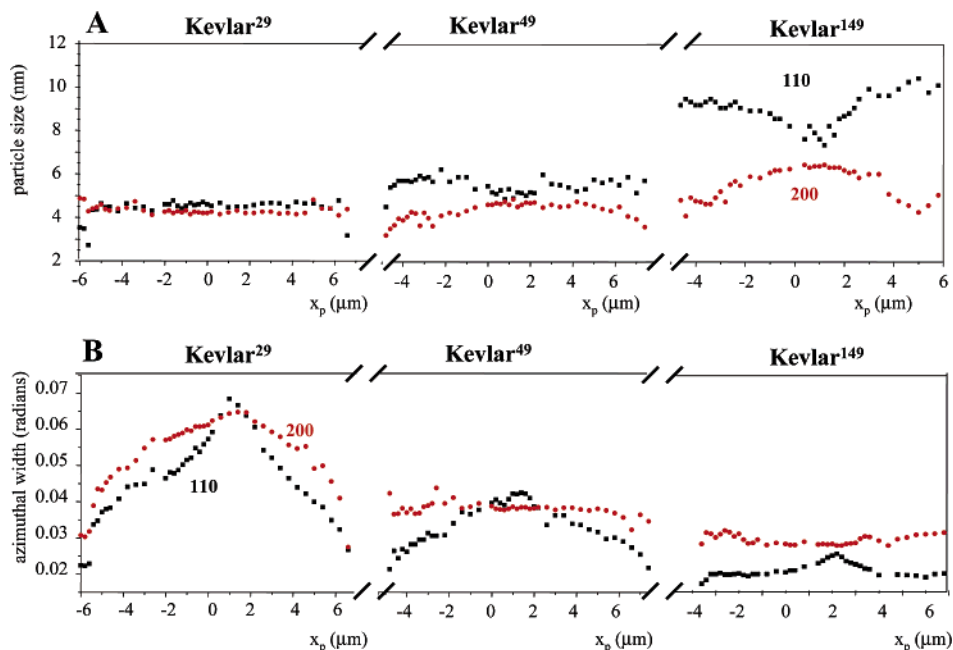 A
Kevlar29 Kevlar49 Kevlar149
particle size (nm)
12
10
8
6
4
2
110
200
-6 -4 -2 0 2 4 6 -4 -2 0 2 4 6 -4 -2 0 2 4 6
xp (μm) xp (μm) xp (μm)
B
Kevlar29 Kevlar49 Kevlar149
azimuthal width (radians)
0.07
0.06
0.05
0.04
0.03
0.02
200
110
-6 -4 -2 0 2 4 6 -4 -2 0 2 4 6 -4 -2 0 2 4 6
xp (μm) xp (μm) xp (μm)